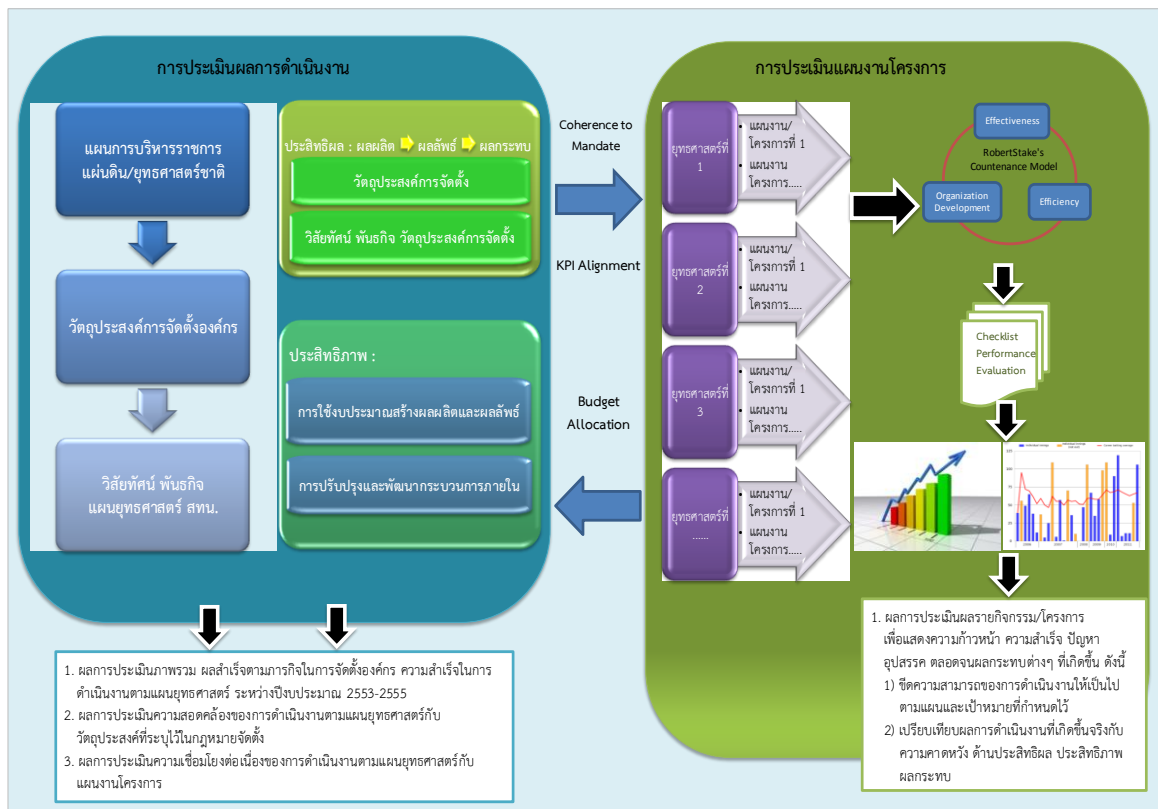 การประเมินผลการดำเนินงาน
แผนการบริหารราชการ
แผ่นดิน/ยุทธศาสตร์ชาติ
วัตถุประสงค์การจัดตั้งองค์กร
วิสัยทัศน์ พันธกิจ
แผนยุทธศาสตร์ สทน.
ประสิทธิผล : ผลผลิต ผลลัพธ์ ผลกระทบ
วัตถุประสงค์การจัดตั้ง
วิสัยทัศน์ พันธกิจ วัตถุประสงค์การจัดตั้ง
ประสิทธิภาพ :
การใช้งบประมาณสร้างผลผลิตและผลลัพธ์
การปรับปรุงและพัฒนากระบวนการภายใน
Coherence to
Mandate
KPI Alignment
Budget
Allocation
การประเมินแผนงานโครงการ
ยุทธศาสตร์ที่
1
• แผนงาน/
โครงการที่ 1
• แผนงาน
โครงการ.....
ยุทธศาสตร์ที่
2
• แผนงาน/
โครงการที่ 1
• แผนงาน
โครงการ.....
ยุทธศาสตร์ที่
3
• แผนงาน/
โครงการที่ 1
• แผนงาน
โครงการ.....
ยุทธศาสตร์ที่
......
• แผนงาน/
โครงการที่ 1
• แผนงาน
โครงการ.....
Effectiveness
RobertStake's
Countenance Model
Organization
Development
Efficiency
Checklist
Performance
Evaluation
1. ผลการประเมินภาพรวม ผลสำเร็จตามภารกิจในการจัดตั้งองค์กร ความสำเร็จในการ
ดำเนินงานตามแผนยุทธศาสตร์ ระหว่างปีงบประมาณ 2553-2555
2. ผลการประเมินความสอดคล้องของการดำเนินงานตามแผนยุทธศาสตร์กับ
วัตถุประสงค์ที่ระบุไว้ในกฎหมายจัดตั้ง
3. ผลการประเมินความเชื่อมโยงต่อเนื่องของการดำเนินงานตามแผนยุทธศาสตร์กับ
แผนงานโครงการ
1. ผลการประเมินผลรายกิจกรรม/โครงการ
เพื่อแสดงความก้าวหน้า ความสำเร็จ ปัญหา
อุปสรรค ตลอดจนผลกระทบต่างๆ ที่เกิดขึ้น ดังนี้
1) ขีดความสามารถของการดำเนินงานให้เป็นไป
ตามแผนและเป้าหมายที่กำหนดไว้
2) เปรียบเทียบผลการดำเนินงานที่เกิดขึ้นจริงกับ
ความคาดหวัง ด้านประสิทธิผล ประสิทธิภาพ
ผลกระทบ